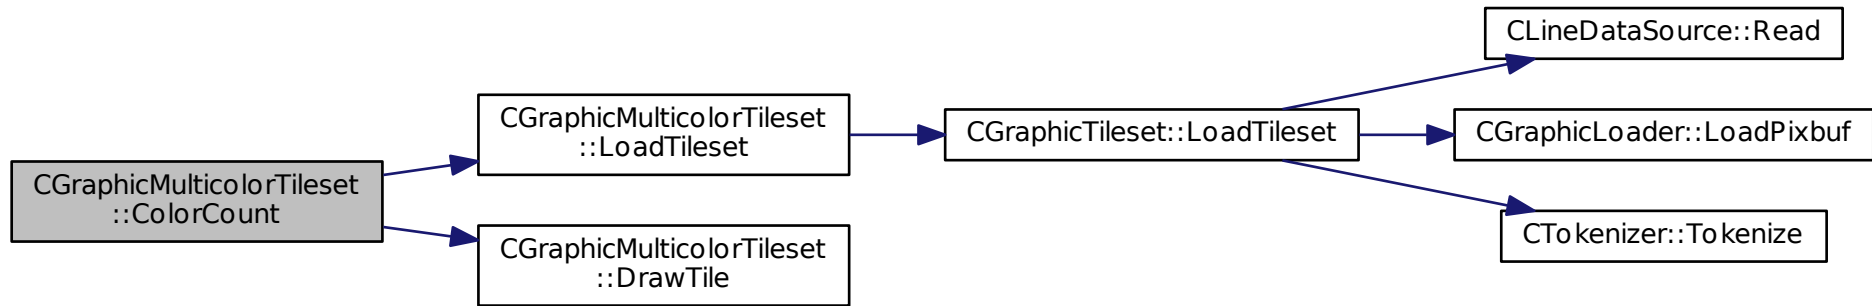 CGraphicMulticolorTileset
::ColorCount
CGraphicMulticolorTileset
::LoadTileset
CGraphicMulticolorTileset
::DrawTile
CGraphicTileset::LoadTileset
CLineDataSource::Read
CGraphicLoader::LoadPixbuf
CTokenizer::Tokenize